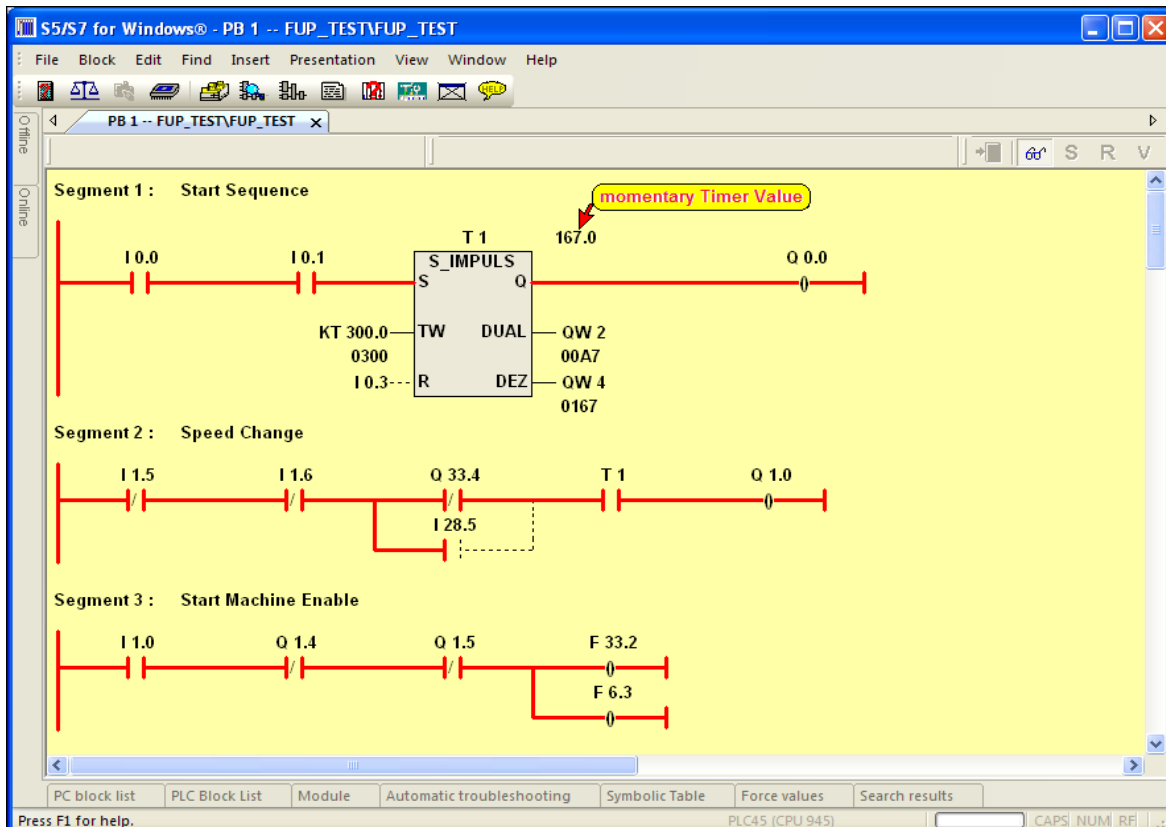 S5/S7 for Windows® - PB 1 -- FUP_TEST\FUP_TEST
File Block Edit Find Insert Presentation View Window Help
HELP
Offline
Online
PB 1 -- FUP_TEST\FUP_TEST x
S R V
Segment 1 : Start Sequence
momentary Timer Value
T 1 167.0
I 0.0 I 0.1 S_IMPULS Q 0.0
S Q
KT 300.0 TW DUAL QW 2
0300 00A7
I 0.3 R DEZ QW 4
0167
Segment 2 : Speed Change
I 1.5 I 1.6 Q 33.4 T 1 Q 1.0
I 28.5
Segment 3 : Start Machine Enable
I 1.0 Q 1.4 Q 1.5 F 33.2
F 6.3
PC block list PLC Block List Module Automatic troubleshooting Symbolic Table Force values Search results
Press F1 for help. PLC45 (CPU 945) CAPS NUM RF